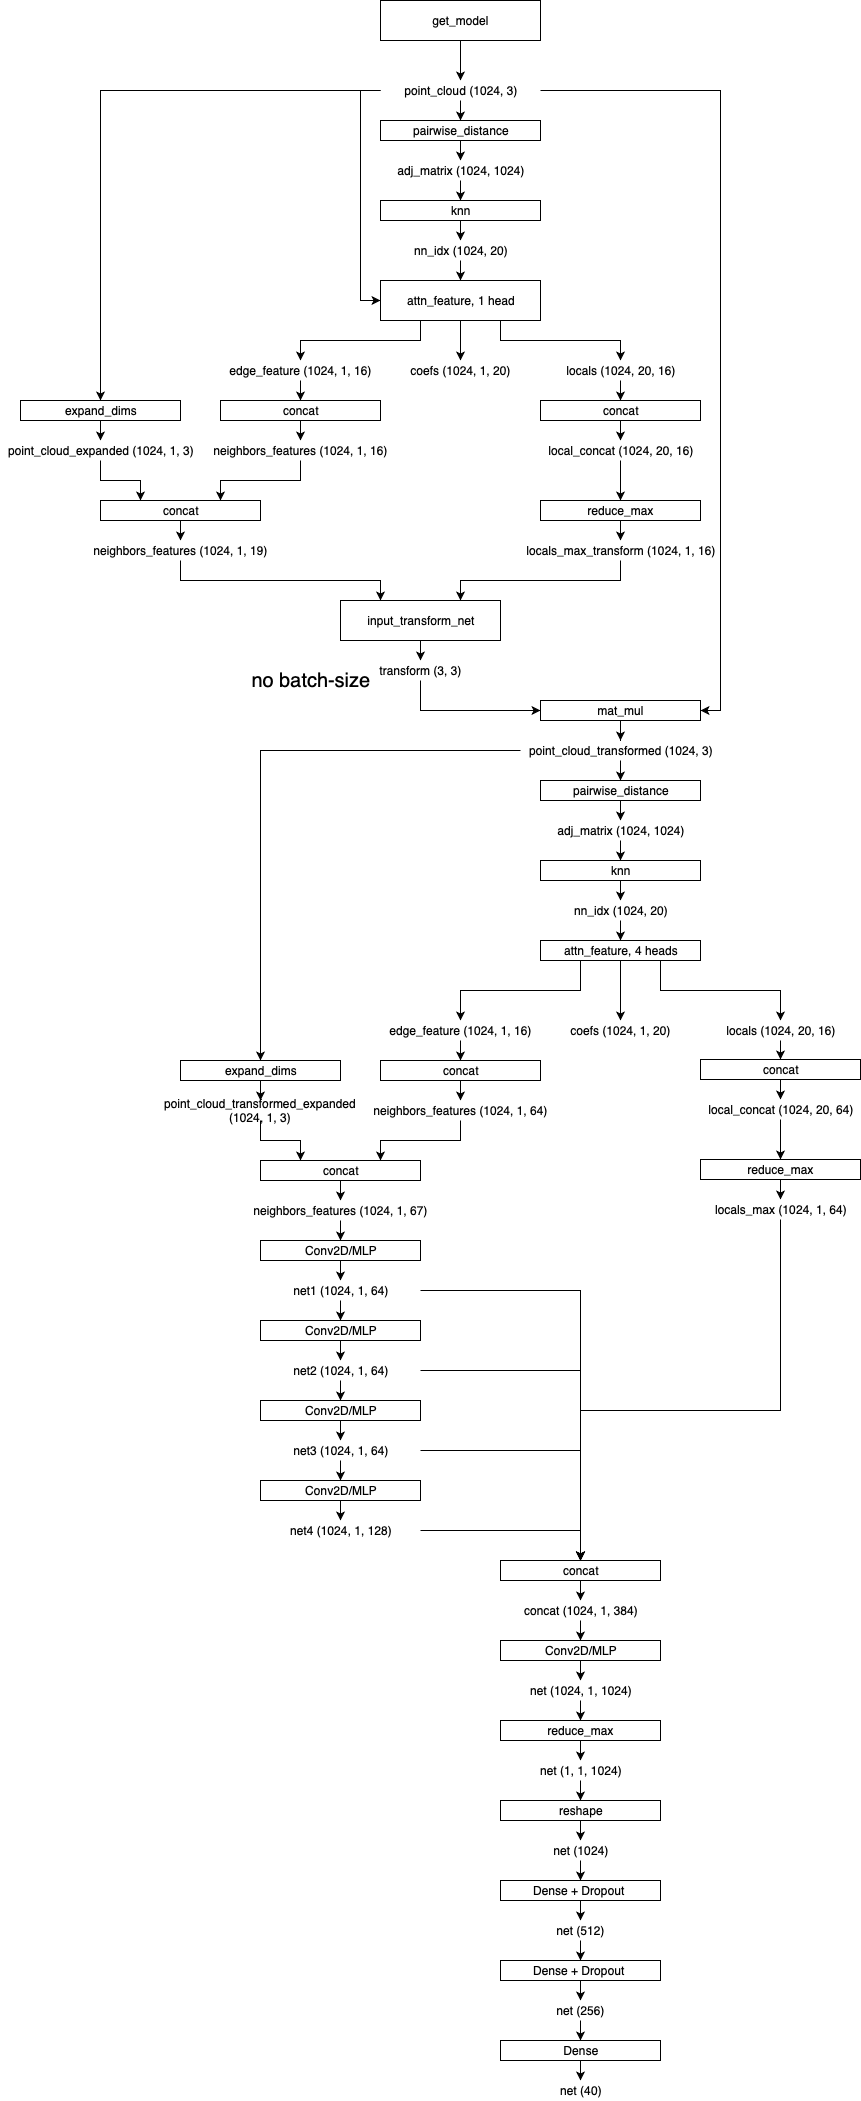 get_model
point_cloud (1024, 3)
pairwise_distance
adj_matrix (1024, 1024)
knn
nn_idx (1024, 20)
attn_feature, 1 head
edge_feature (1024, 1, 16)
coefs (1024, 1, 20)
locals (1024, 20, 16)
expand_dims
concat
concat
point_cloud_expanded (1024, 1, 3)
neighbors_features (1024, 1, 16)
local_concat (1024, 20, 16)
concat
reduce_max
neighbors_features (1024, 1, 19)
locals_max_transform (1024, 1, 16)
input_transform_net
no batch-size
transform (3, 3)
mat_mul
point_cloud_transformed (1024, 3)
pairwise_distance
adj_matrix (1024, 1024)
knn
nn_idx (1024, 20)
attn_feature, 4 heads
edge_feature (1024, 1, 16)
coefs (1024, 1, 20)
locals (1024, 20, 16)
expand_dims
concat
concat
point_cloud_transformed_expanded
(1024, 1, 3)
neighbors_features (1024, 1, 64)
local_concat (1024, 20, 64)
concat
reduce_max
neighbors_features (1024, 1, 67)
locals_max (1024, 1, 64)
Conv2D/MLP
net1 (1024, 1, 64)
Conv2D/MLP
net2 (1024, 1, 64)
Conv2D/MLP
net3 (1024, 1, 64)
Conv2D/MLP
net4 (1024, 1, 128)
concat
concat (1024, 1, 384)
Conv2D/MLP
net (1024, 1, 1024)
reduce_max
net (1, 1, 1024)
reshape
net (1024)
Dense + Dropout
net (512)
Dense + Dropout
net (256)
Dense
net (40)